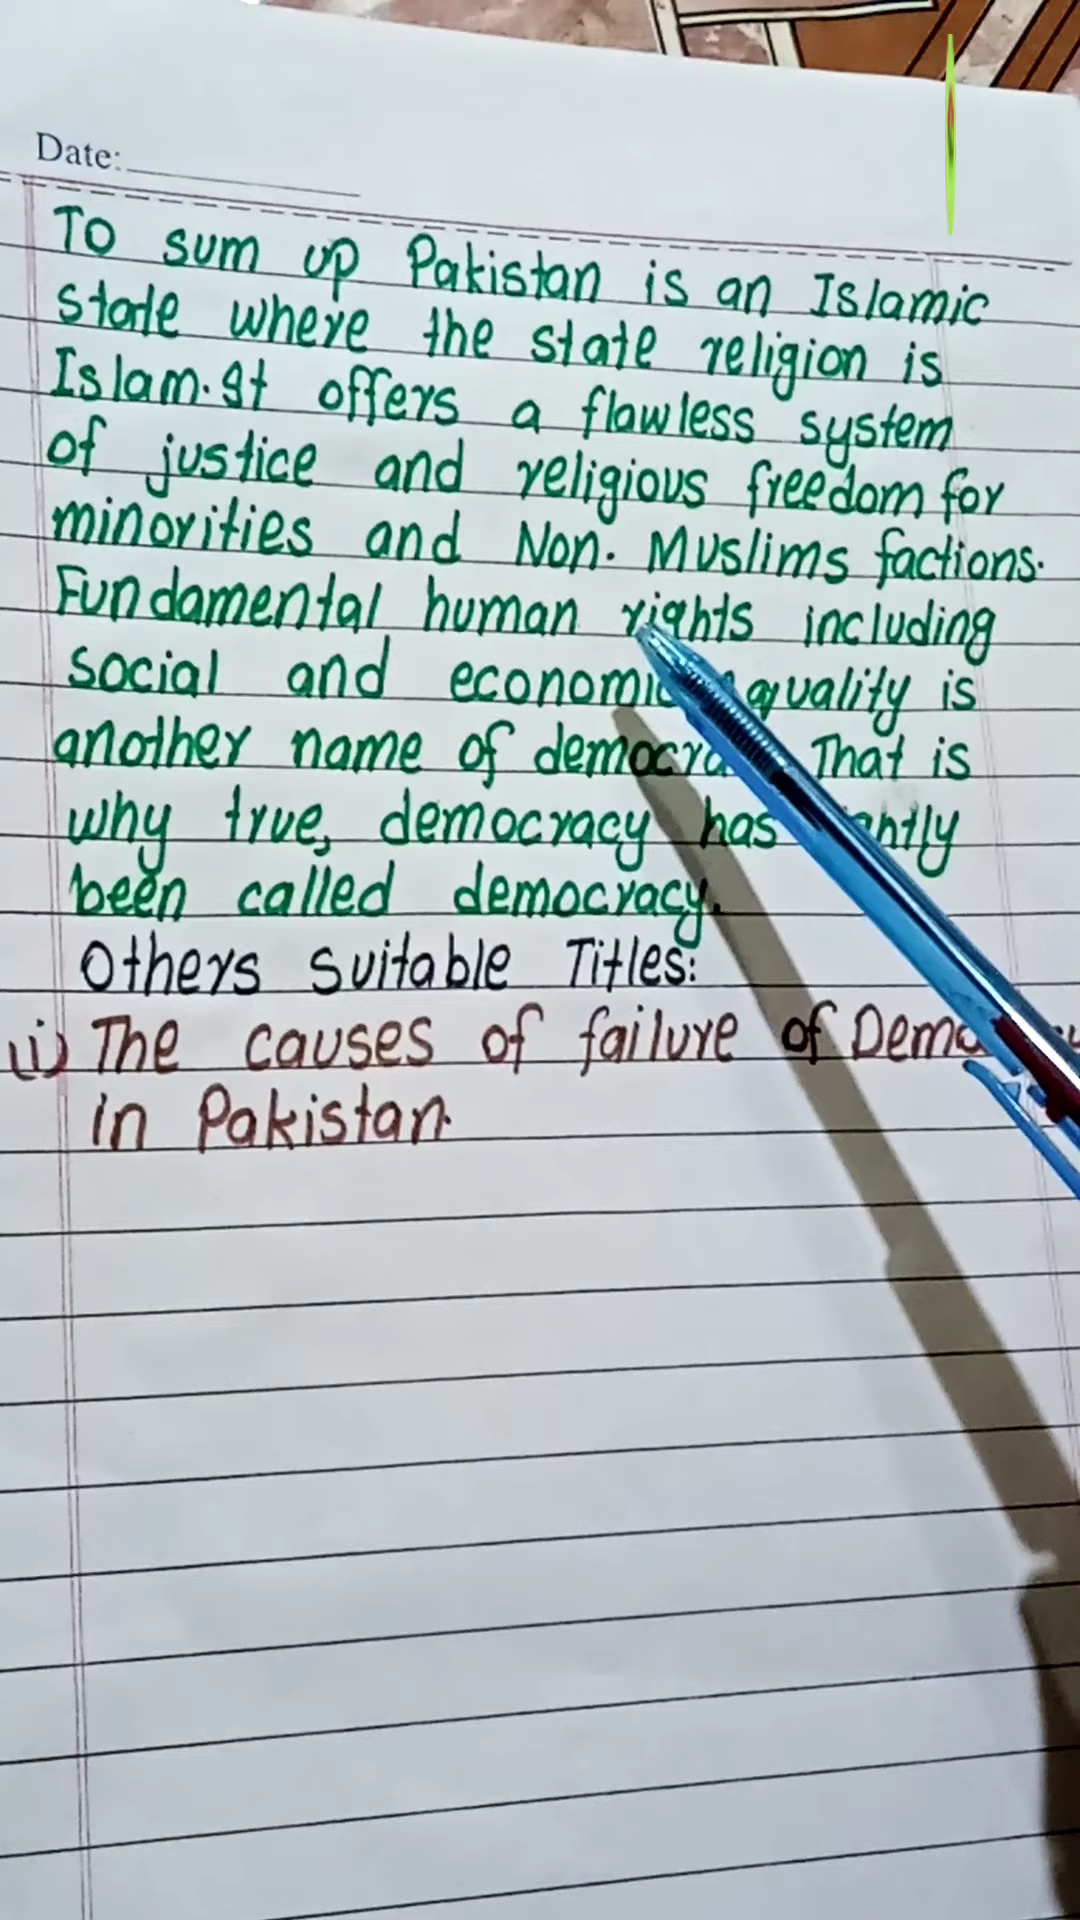 Date:
To sum up Pakistan is an Islamic
state where the state religion is
Islam. It offers a flawless system
of justice and religious freedom for
minorities and Non. Muslims factions.
Fundamental human rights including
social and economic equality is
another name of democra That is
why true, democracy has
been called democracy.
Others Suitable Titles:
(i) The causes of failure of Demo
in Pakistan.